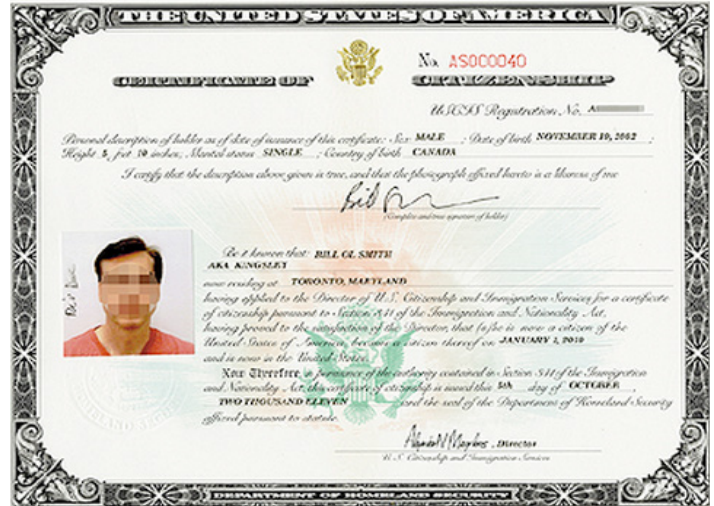 THE UNITED STATES OF AMERICA
No. AS000040
CERTIFICATE OF CITIZENSHIP
USCIS Registration No. A
Personal description of holder as of date of issuance of this certificate: Sex MALE ; Date of birth NOVEMBER 10, 2002 ;
Height 5 feet 10 inches; Marital status SINGLE ; Country of birth CANADA
I certify that the description above given is true, and that the photograph affixed hereto is a likeness of me
(Complete and true signature of holder)
Be it known that: BILL OL SMITH
AKA KINGSLEY
now residing at TORONTO, MARYLAND
having applied to the Director of U.S. Citizenship and Immigration Services for a certificate
of citizenship pursuant to Section 341 of the Immigration and Nationality Act,
having proved to the satisfaction of the Director, that (s)he is now a citizen of the
United States of America, became a citizen thereof on JANUARY 2, 2010
and is now in the United States.
Now Therefore, in pursuance of the authority contained in Section 341 of the Immigration
and Nationality Act, this certificate of citizenship is issued this 5th day of OCTOBER
TWO THOUSAND ELEVEN and the seal of the Department of Homeland Security
affixed pursuant to statute.
, Director
U. S. Citizenship and Immigration Services
DEPARTMENT OF HOMELAND SECURITY